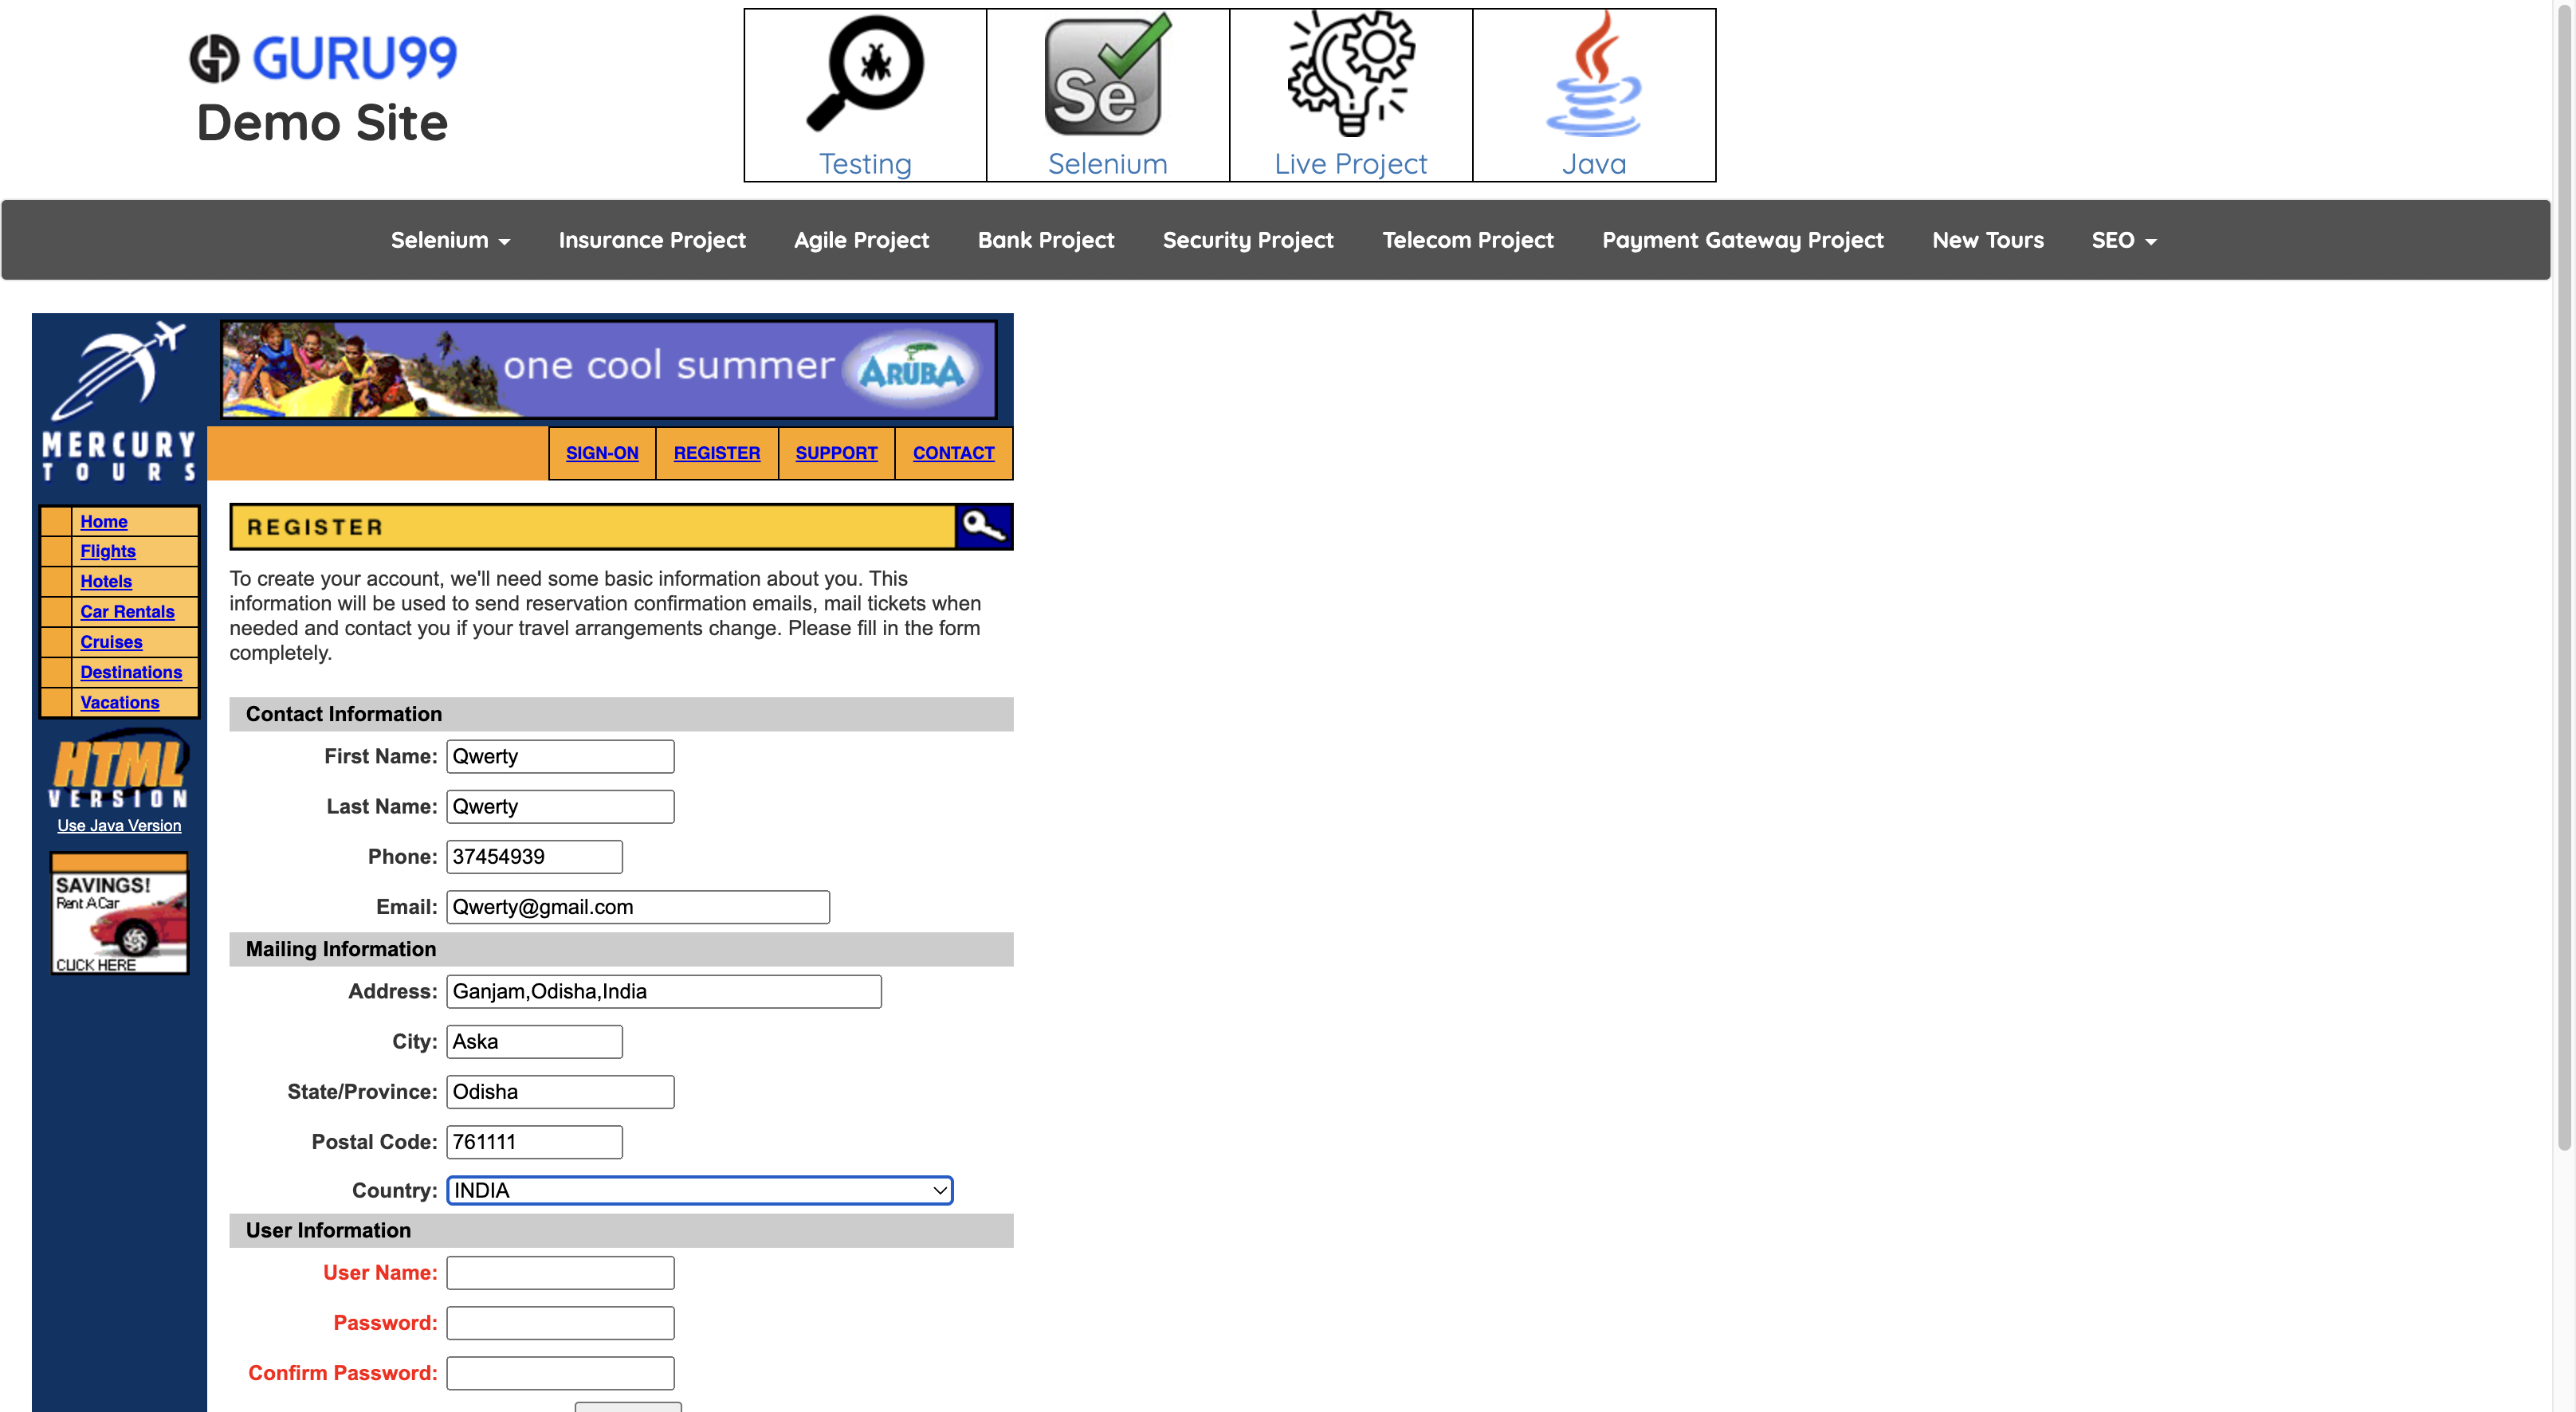 GURU99
Demo Site
Testing
Se
Selenium
Live Project
Java
Selenium
Insurance Project
Agile Project
Bank Project
Security Project
Telecom Project
Payment Gateway Project
New Tours
SEO
MERCURY
TOURS
one cool summer
ARUBA
SIGN-ON
REGISTER
SUPPORT
CONTACT
Home
Flights
Hotels
Car Rentals
Cruises
Destinations
Vacations
HTML
VERSION
Use Java Version
SAVINGS!
Rent A Car
CLICK HERE
REGISTER
To create your account, we'll need some basic information about you. This
information will be used to send reservation confirmation emails, mail tickets when
needed and contact you if your travel arrangements change. Please fill in the form
completely.
Contact Information
First Name: Qwerty
Last Name: Qwerty
Phone: 37454939
Email: Qwerty@gmail.com
Mailing Information
Address: Ganjam,Odisha,India
City: Aska
State/Province: Odisha
Postal Code: 761111
Country: INDIA
User Information
User Name:
Password:
Confirm Password: